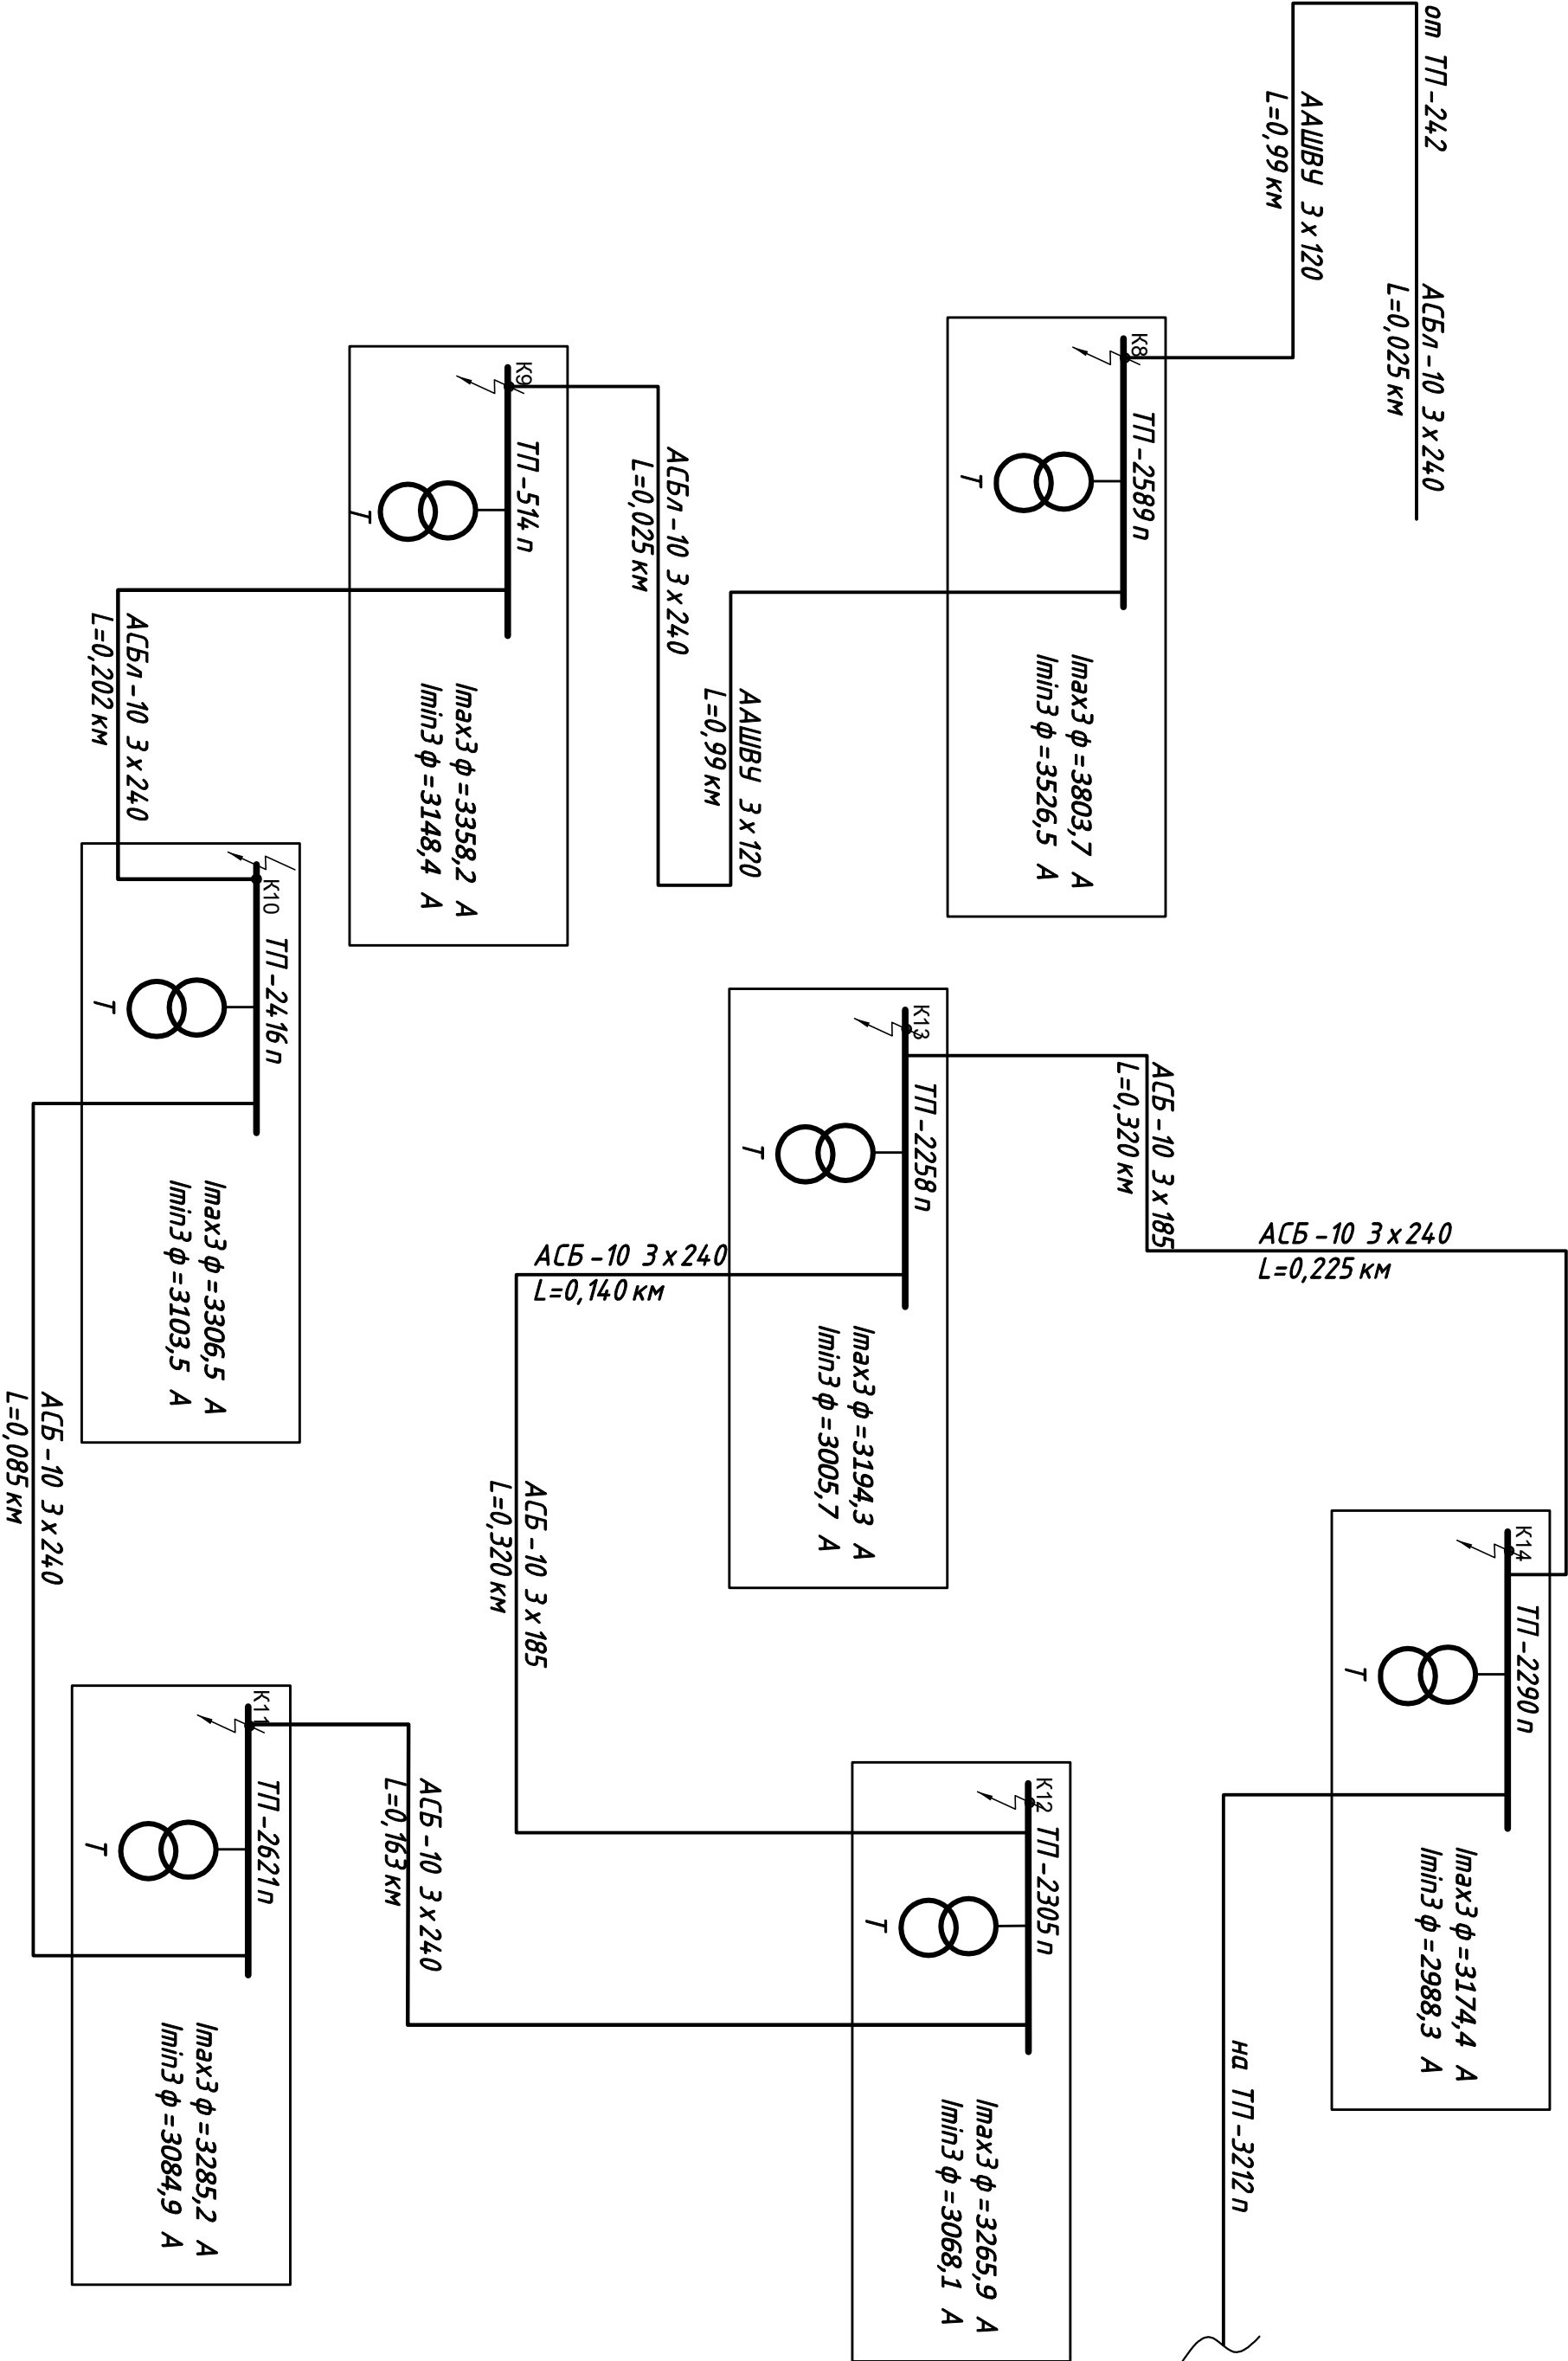 от ТП-242
АСБл-10 3х240
L=0,025 км
ААШВУ 3х120
L=0,99 км
К8
ТП-2589 п
Т
Imax3ф=3803,7 А
Imin3ф=3526,5 А
ААШВУ 3х120
L=0,99 км
АСБл-10 3х240
L=0,025 км
К9
ТП-514 п
Т
Imax3ф=3358,2 А
Imin3ф=3148,4 А
АСБл-10 3х240
L=0,202 км
К10
ТП-2416 п
Т
Imax3ф=3306,5 А
Imin3ф=3103,5 А
АСБ-10 3х240
L=0,085 км
К11
ТП-2621 п
Т
Imax3ф=3285,2 А
Imin3ф=3084,9 А
АСБ-10 3х240
L=0,163 км
К12
ТП-2305 п
Т
Imax3ф=3265,9 А
Imin3ф=3068,1 А
АСБ-10 3х185
L=0,320 км
АСБ-10 3х240
L=0,140 км
К13
ТП-2258 п
Т
Imax3ф=3194,3 А
Imin3ф=3005,7 А
АСБ-10 3х185
L=0,320 км
АСБ-10 3х240
L=0,225 км
К14
ТП-2290 п
Т
Imax3ф=3174,4 А
Imin3ф=2988,3 А
на ТП-3212 п